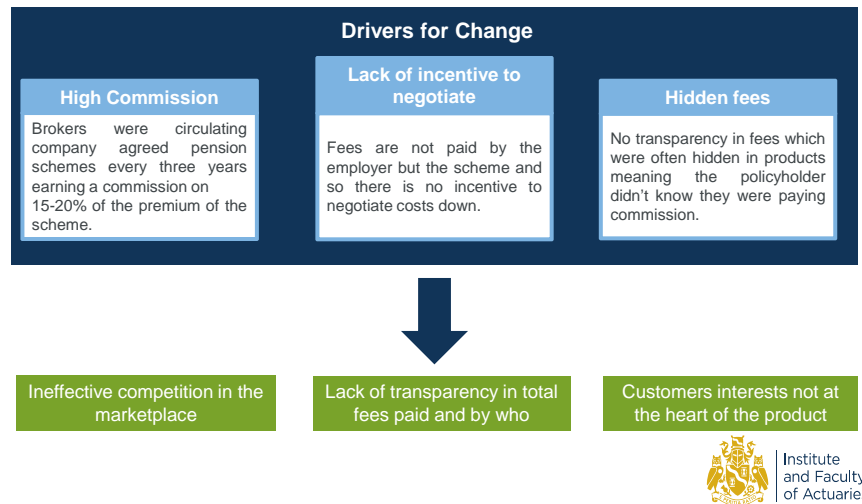 Drivers for Change
High Commission
Brokers were circulating
company agreed pension
schemes every three years
earning a commission on
15-20% of the premium of the
scheme.
Lack of incentive to
negotiate
Fees are not paid by the
employer but the scheme and
so there is no incentive to
negotiate costs down.
Hidden fees
No transparency in fees which
were often hidden in products
meaning the policyholder
didn't know they were paying
commission.
Ineffective competition in the
marketplace
Lack of transparency in total
fees paid and by who
Customers interests not at
the heart of the product
Institute
and Faculty
of Actuarie